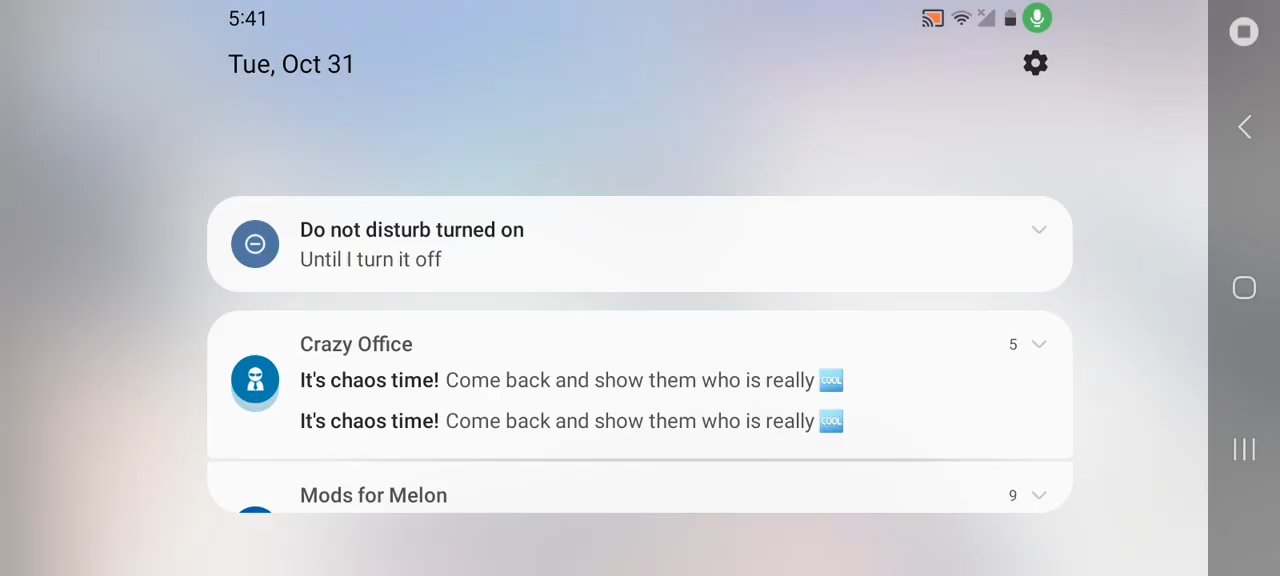 5:41
Tue, Oct 31
Do not disturb turned on
Until I turn it off
Crazy Office 5
It's chaos time! Come back and show them who is really 🆒
It's chaos time! Come back and show them who is really 🆒
Mods for Melon 9